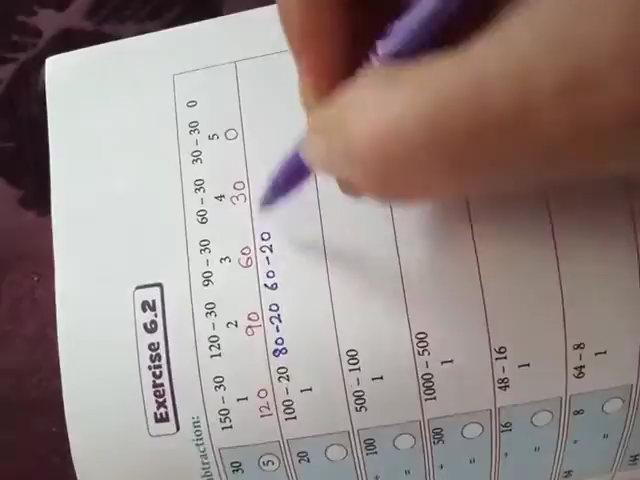 Exercise 6.2
btraction:
30 150 – 30 120 – 30 90 – 30 60 – 30 30 – 30 0
5 1 2 3 4 5
120 90 60 30 0
20 100 – 20 80-20 60-20
1
100 500 – 100
= 1
÷ 500 1000 – 500
= 1
÷ 16 48 – 16
= 1
64 ÷ 8 64 – 8
= 1